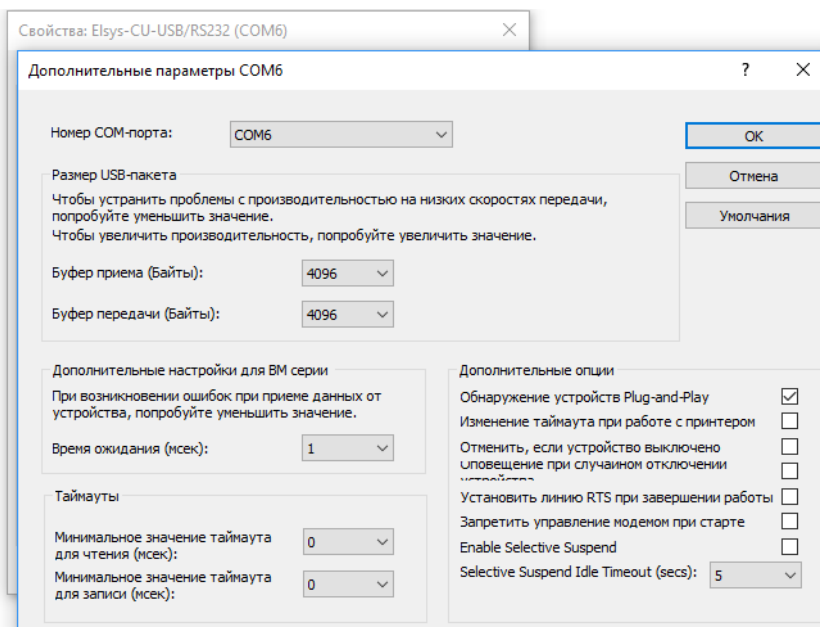 Свойства: Elsys-CU-USB/RS232 (COM6)
Дополнительные параметры COM6
?
Номер COM-порта:
COM6
OK
Размер USB-пакета
Отмена
Чтобы устранить проблемы с производительностью на низких скоростях передачи,
попробуйте уменьшить значение.
Умолчания
Чтобы увеличить производительность, попробуйте увеличить значение.
Буфер приема (Байты):
4096
Буфер передачи (Байты):
4096
Дополнительные настройки для ВМ серии
При возникновении ошибок при приеме данных от
устройства, попробуйте уменьшить значение.
Время ожидания (мсек):
1
Таймауты
Минимальное значение таймаута
для чтения (мсек):
0
Минимальное значение таймаута
для записи (мсек):
0
Дополнительные опции
Обнаружение устройств Plug-and-Play
Изменение таймаута при работе с принтером
Отменить, если устройство выключено
Оповещение при случайном отключении
устройства
Установить линию RTS при завершении работы
Запретить управление модемом при старте
Enable Selective Suspend
Selective Suspend Idle Timeout (secs):
5